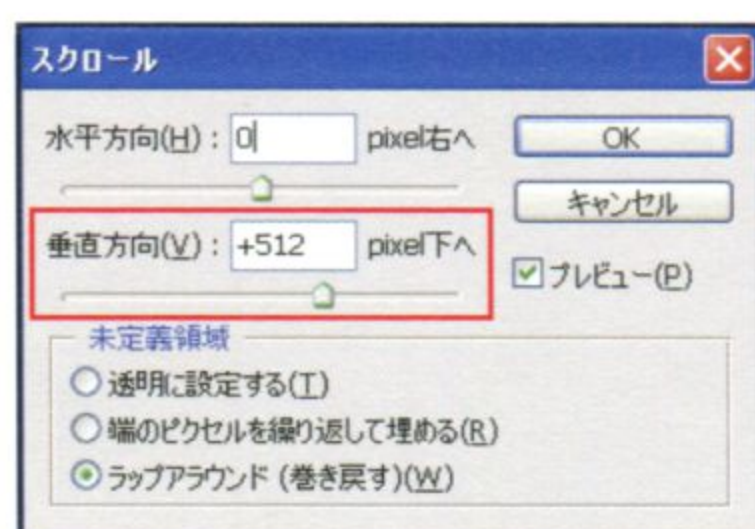 スクロール
水平方向(H): 0 pixel右へ
OK
キャンセル
垂直方向(V): +512 pixel下へ
プレビュー(P)
未定義領域
透明に設定する(T)
端のピクセルを繰り返して埋める(R)
ラップアラウンド (巻き戻す)(W)